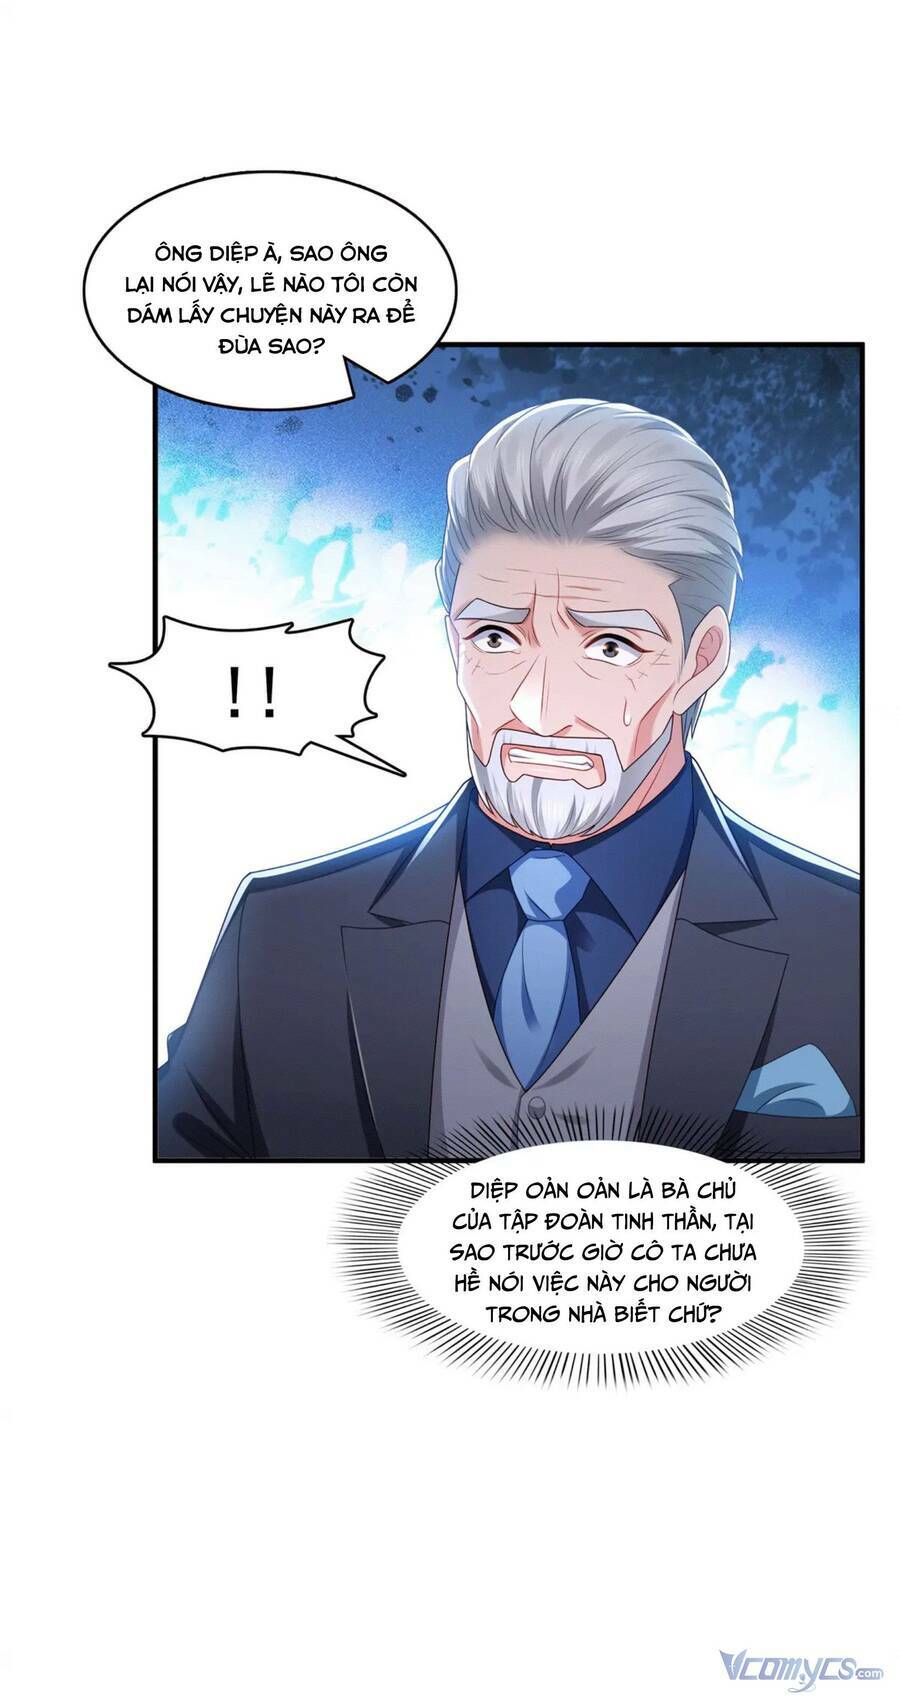 ÔNG DIỆP À, SAO ÔNG
LẠI NÓI VẬY, LẼ NÀO TÔI CÒN
DÁM LẤY CHUYỆN NÀY RA ĐỂ
ĐÙA SAO?
!!
DIỆP OẢN OẢN LÀ BÀ CHỦ
CỦA TẬP ĐOÀN TINH THẦN, TẠI
SAO TRƯỚC GIỜ CÔ TA CHƯA
HỀ NÓI VIỆC NÀY CHO NGƯỜI
TRONG NHÀ BIẾT CHỨ?
VCOMYCS.com